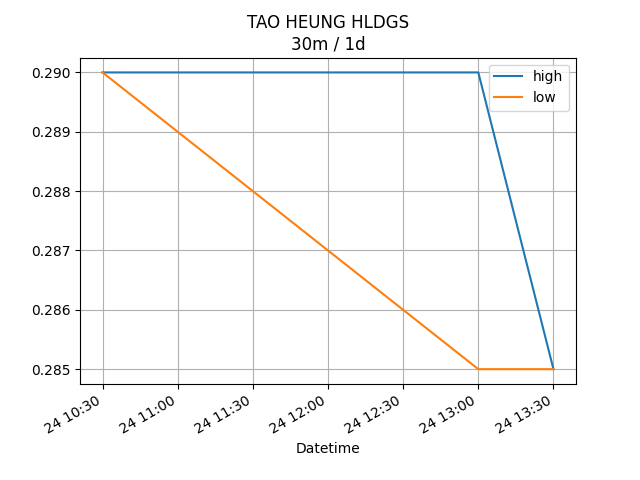 TAO HEUNG HLDGS
30m / 1d
high
low
0.290
0.289
0.288
0.287
0.286
0.285
24 10:30
24 11:00
24 11:30
24 12:00
24 12:30
24 13:00
24 13:30
Datetime